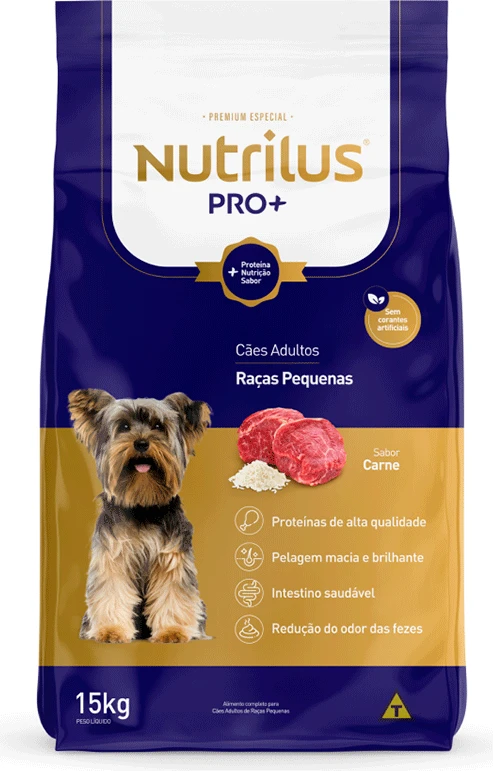 • PREMIUM ESPECIAL •
NUTRILUS®
PRO+
+ Proteína
Nutrição
Sabor
Sem
corantes
artificiais
Cães Adultos
Raças Pequenas
Sabor
Carne
Proteínas de alta qualidade
Pelagem macia e brilhante
Intestino saudável
Redução do odor das fezes
15kg
PESO LÍQUIDO
Alimento completo para
Cães Adultos de Raças Pequenas
T